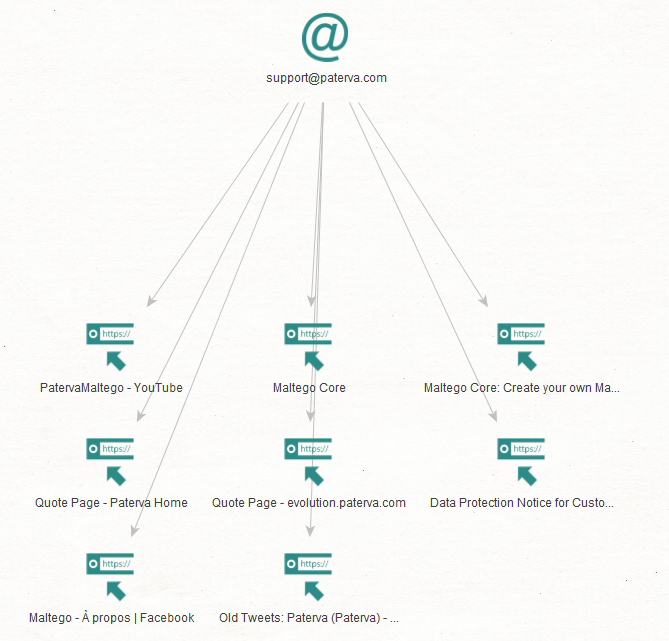 @
support@paterva.com
https://
https://
https://
PatervaMaltego - YouTube
Maltego Core
Maltego Core: Create your own Ma...
https://
https://
https://
Quote Page - Paterva Home
Quote Page - evolution.paterva.com
Data Protection Notice for Custo...
https://
https://
Maltego - À propos | Facebook
Old Tweets: Paterva (Paterva) - ...